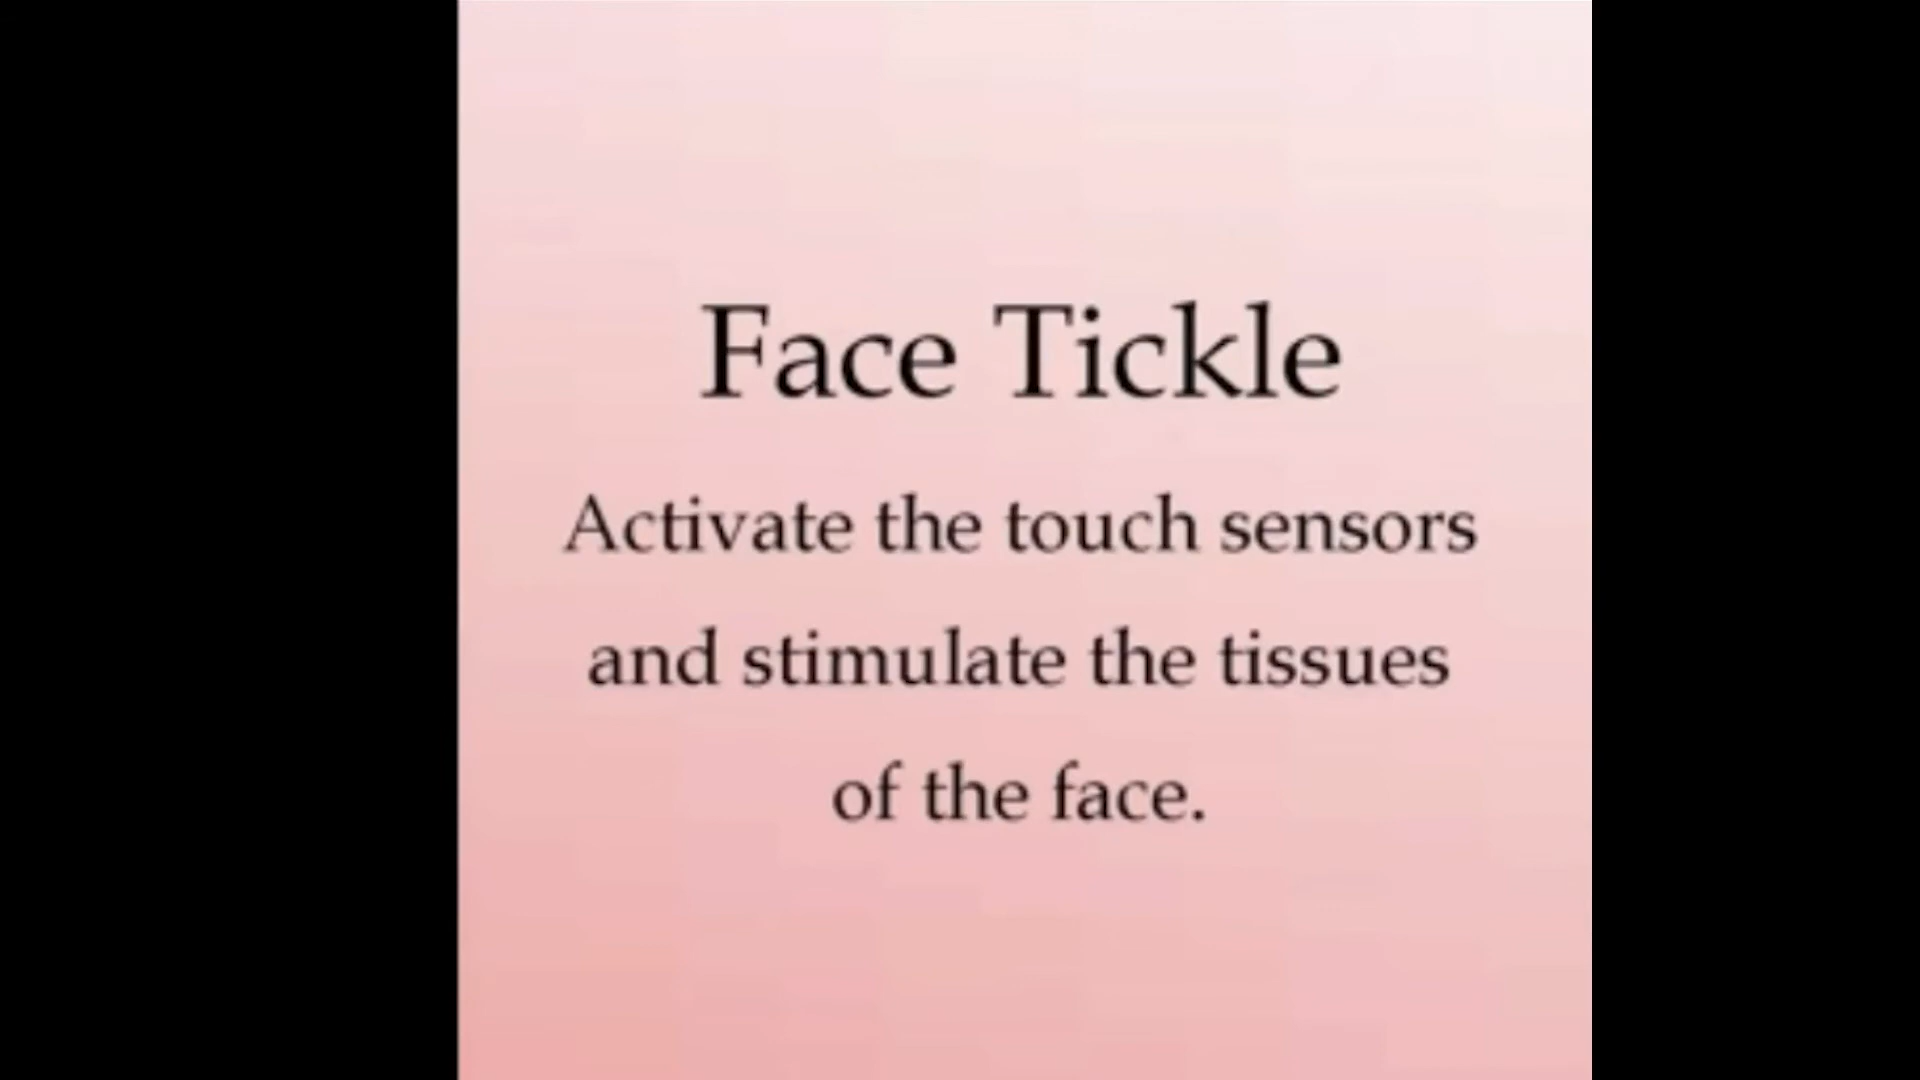 Face Tickle
Activate the touch sensors
and stimulate the tissues
of the face.